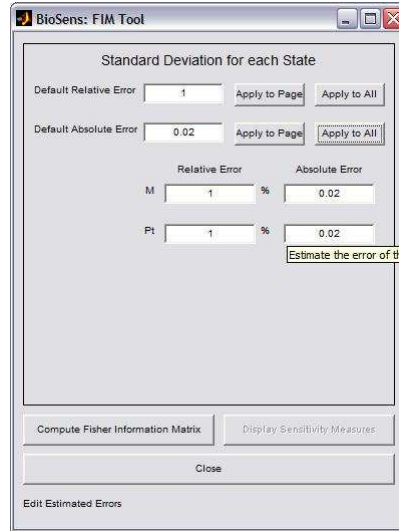 BioSens: FIM Tool
Standard Deviation for each State
Default Relative Error 1 Apply to Page Apply to All
Default Absolute Error 0.02 Apply to Page Apply to All
Relative Error Absolute Error
M 1 % 0.02
Pt 1 % 0.02
Estimate the error of th
Compute Fisher Information Matrix Display Sensitivity Measures
Close
Edit Estimated Errors